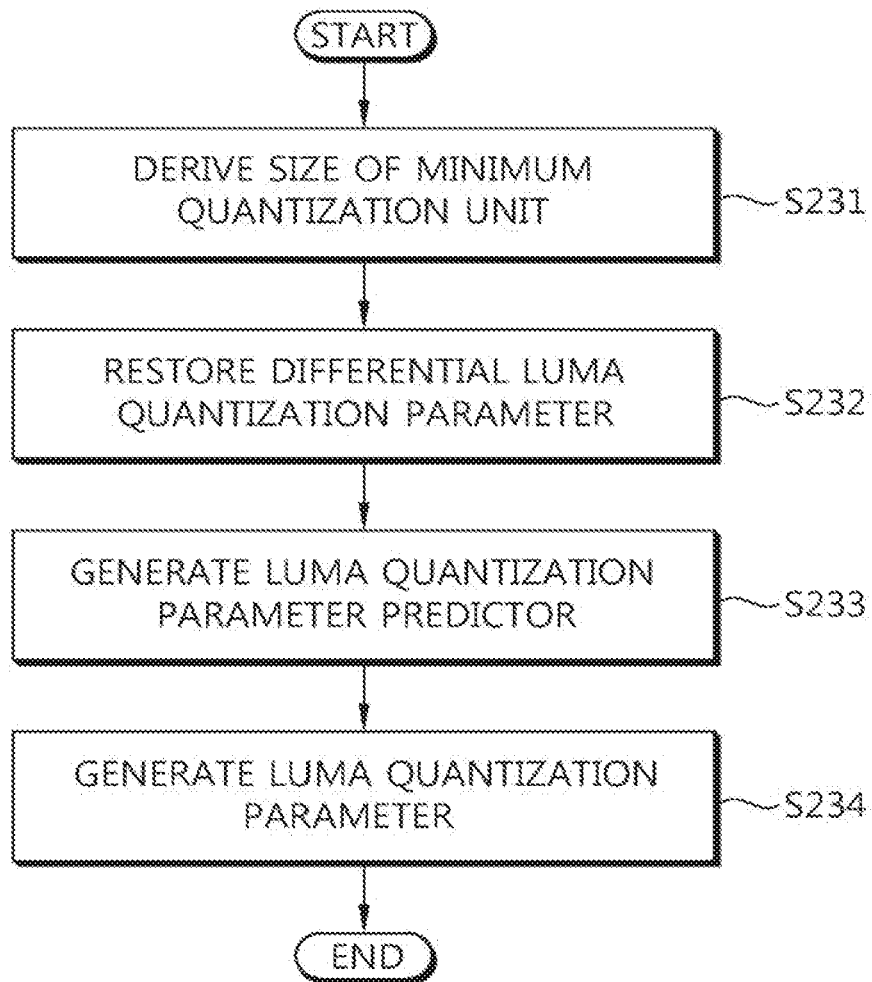 START
DERIVE SIZE OF MINIMUM
QUANTIZATION UNIT
S231
RESTORE DIFFERENTIAL LUMA
QUANTIZATION PARAMETER
S232
GENERATE LUMA QUANTIZATION
PARAMETER PREDICTOR
S233
GENERATE LUMA QUANTIZATION
PARAMETER
S234
END